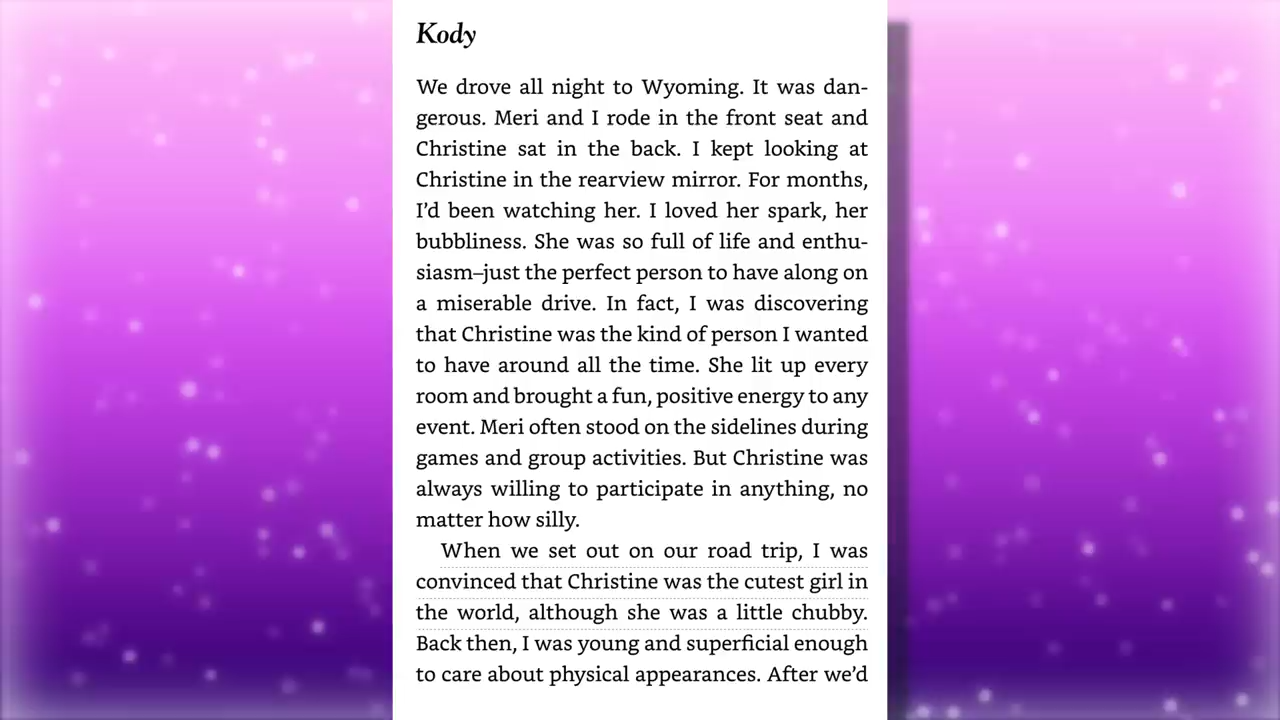 Kody
We drove all night to Wyoming. It was dan-
gerous. Meri and I rode in the front seat and
Christine sat in the back. I kept looking at
Christine in the rearview mirror. For months,
I'd been watching her. I loved her spark, her
bubbliness. She was so full of life and enthu-
siasm–just the perfect person to have along on
a miserable drive. In fact, I was discovering
that Christine was the kind of person I wanted
to have around all the time. She lit up every
room and brought a fun, positive energy to any
event. Meri often stood on the sidelines during
games and group activities. But Christine was
always willing to participate in anything, no
matter how silly.
When we set out on our road trip, I was
convinced that Christine was the cutest girl in
the world, although she was a little chubby.
Back then, I was young and superficial enough
to care about physical appearances. After we'd